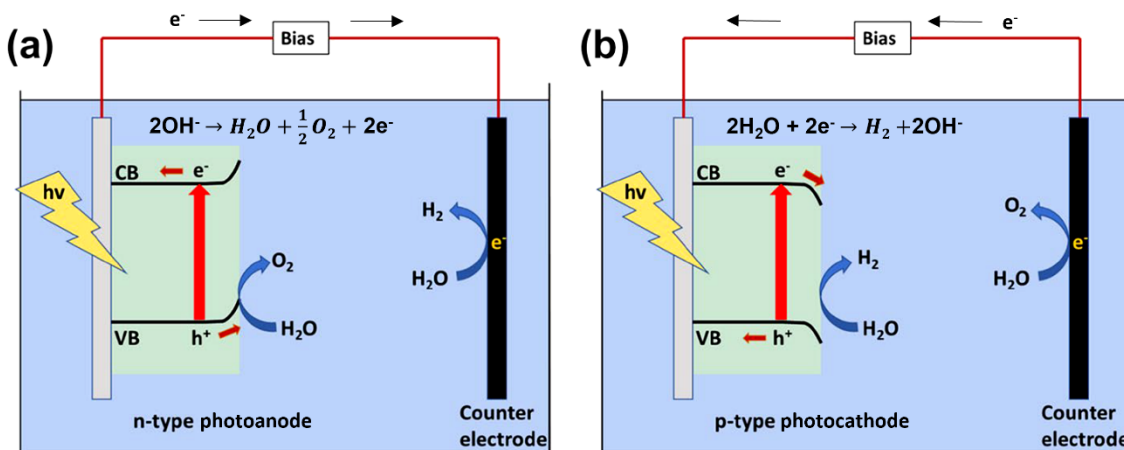 (a)
e⁻
Bias
2OH⁻ → H₂O + ½O₂ + 2e⁻
CB
e⁻
hv
H₂
e⁻
O₂
H₂O
H₂O
VB
h⁺
n-type photoanode
Counter
electrode
(b)
e⁻
Bias
2H₂O + 2e⁻ → H₂ +2OH⁻
CB
e⁻
hv
O₂
e⁻
H₂
H₂O
H₂O
VB
h⁺
p-type photocathode
Counter
electrode